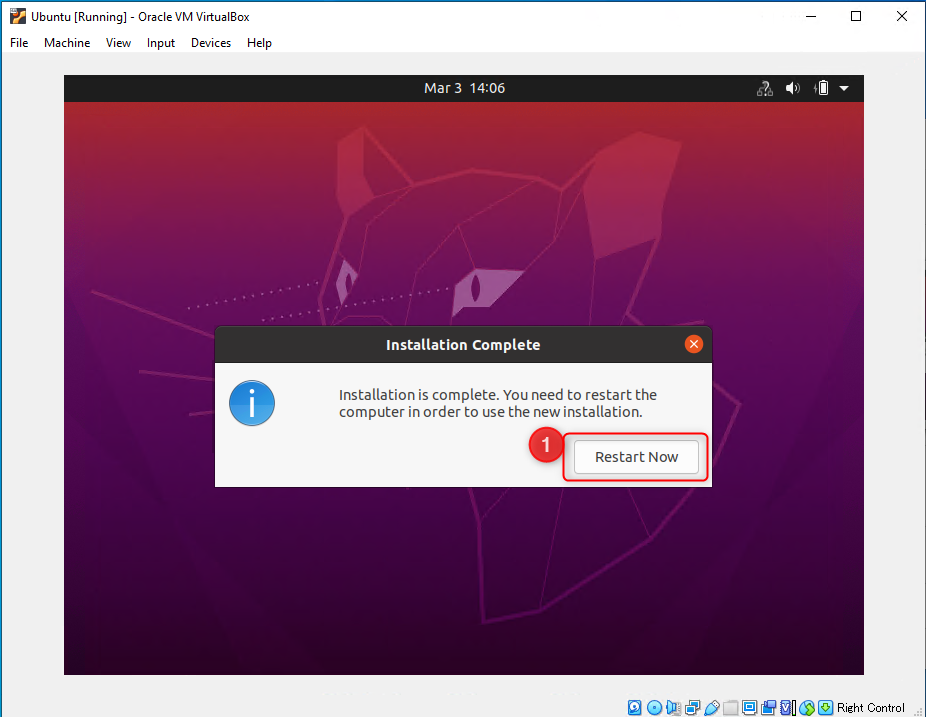 Ubuntu [Running] - Oracle VM VirtualBox
File Machine View Input Devices Help
Mar 3 14:06
Installation Complete
Installation is complete. You need to restart the
computer in order to use the new installation.
1
Restart Now
Right Control